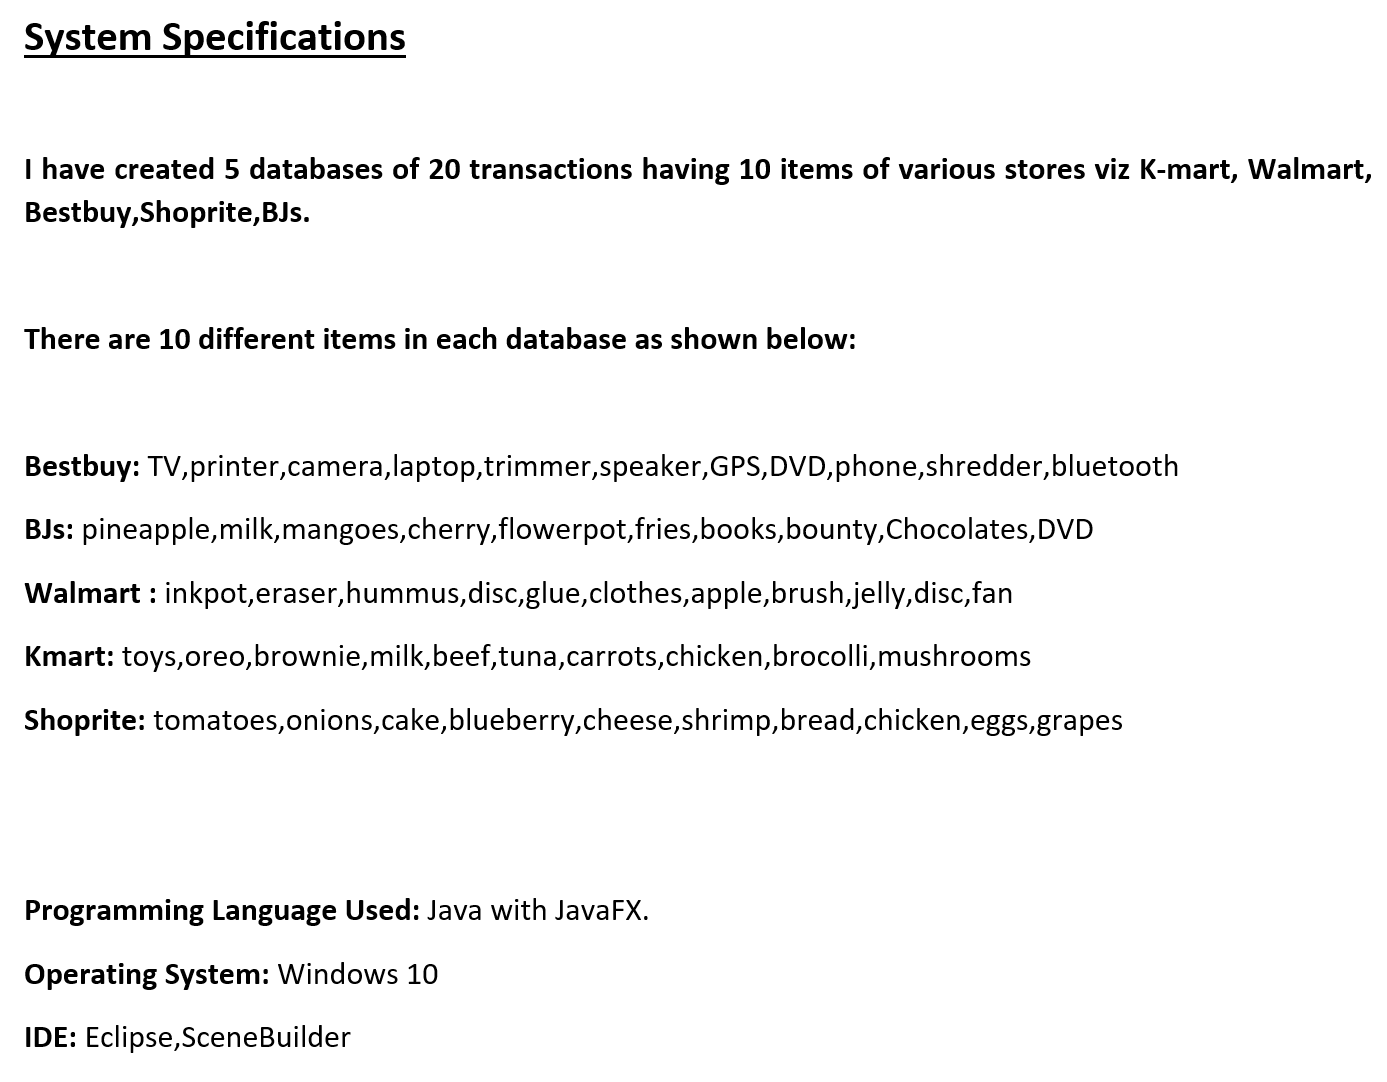 System Specifications
I have created 5 databases of 20 transactions having 10 items of various stores viz K-mart, Walmart,
Bestbuy,Shoprite,BJs.
There are 10 different items in each database as shown below:
Bestbuy: TV,printer,camera,laptop,trimmer,speaker,GPS,DVD,phone,shredder,bluetooth
BJs: pineapple,milk,mangoes,cherry,flowerpot,fries,books,bounty,Chocolates,DVD
Walmart : inkpot,eraser,hummus,disc,glue,clothes,apple,brush,jelly,disc,fan
Kmart: toys,oreo,brownie,milk,beef,tuna,carrots,chicken,brocolli,mushrooms
Shoprite: tomatoes,onions,cake,blueberry,cheese,shrimp,bread,chicken,eggs,grapes
Programming Language Used: Java with JavaFX.
Operating System: Windows 10
IDE: Eclipse,SceneBuilder